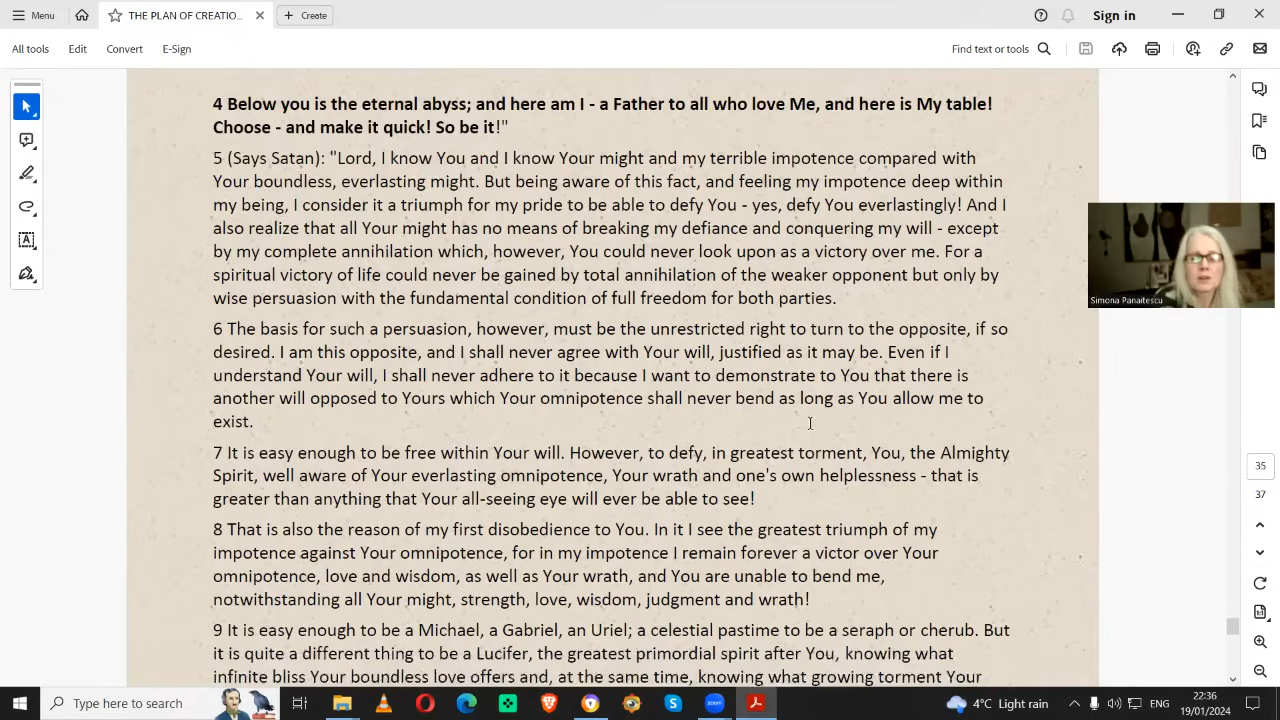 Menu
THE PLAN OF CREATIO...
Create
Sign in
All tools
Edit
Convert
E-Sign
Find text or tools
4 Below you is the eternal abyss; and here am I - a Father to all who love Me, and here is My table!
Choose - and make it quick! So be it!"
5 (Says Satan): "Lord, I know You and I know Your might and my terrible impotence compared with
Your boundless, everlasting might. But being aware of this fact, and feeling my impotence deep within
my being, I consider it a triumph for my pride to be able to defy You - yes, defy You everlastingly! And I
also realize that all Your might has no means of breaking my defiance and conquering my will - except
by my complete annihilation which, however, You could never look upon as a victory over me. For a
spiritual victory of life could never be gained by total annihilation of the weaker opponent but only by
wise persuasion with the fundamental condition of full freedom for both parties.
6 The basis for such a persuasion, however, must be the unrestricted right to turn to the opposite, if so
desired. I am this opposite, and I shall never agree with Your will, justified as it may be. Even if I
understand Your will, I shall never adhere to it because I want to demonstrate to You that there is
another will opposed to Yours which Your omnipotence shall never bend as long as You allow me to
exist.
7 It is easy enough to be free within Your will. However, to defy, in greatest torment, You, the Almighty
Spirit, well aware of Your everlasting omnipotence, Your wrath and one's own helplessness - that is
greater than anything that Your all-seeing eye will ever be able to see!
8 That is also the reason of my first disobedience to You. In it I see the greatest triumph of my
impotence against Your omnipotence, for in my impotence I remain forever a victor over Your
omnipotence, love and wisdom, as well as Your wrath, and You are unable to bend me,
notwithstanding all Your might, strength, love, wisdom, judgment and wrath!
9 It is easy enough to be a Michael, a Gabriel, an Uriel; a celestial pastime to be a seraph or cherub. But
it is quite a different thing to be a Lucifer, the greatest primordial spirit after You, knowing what
infinite bliss Your boundless love offers and, at the same time, knowing what growing torment Your
Simona Panaitescu
35
37
Type here to search
4°C Light rain
ENG
22:36
19/01/2024